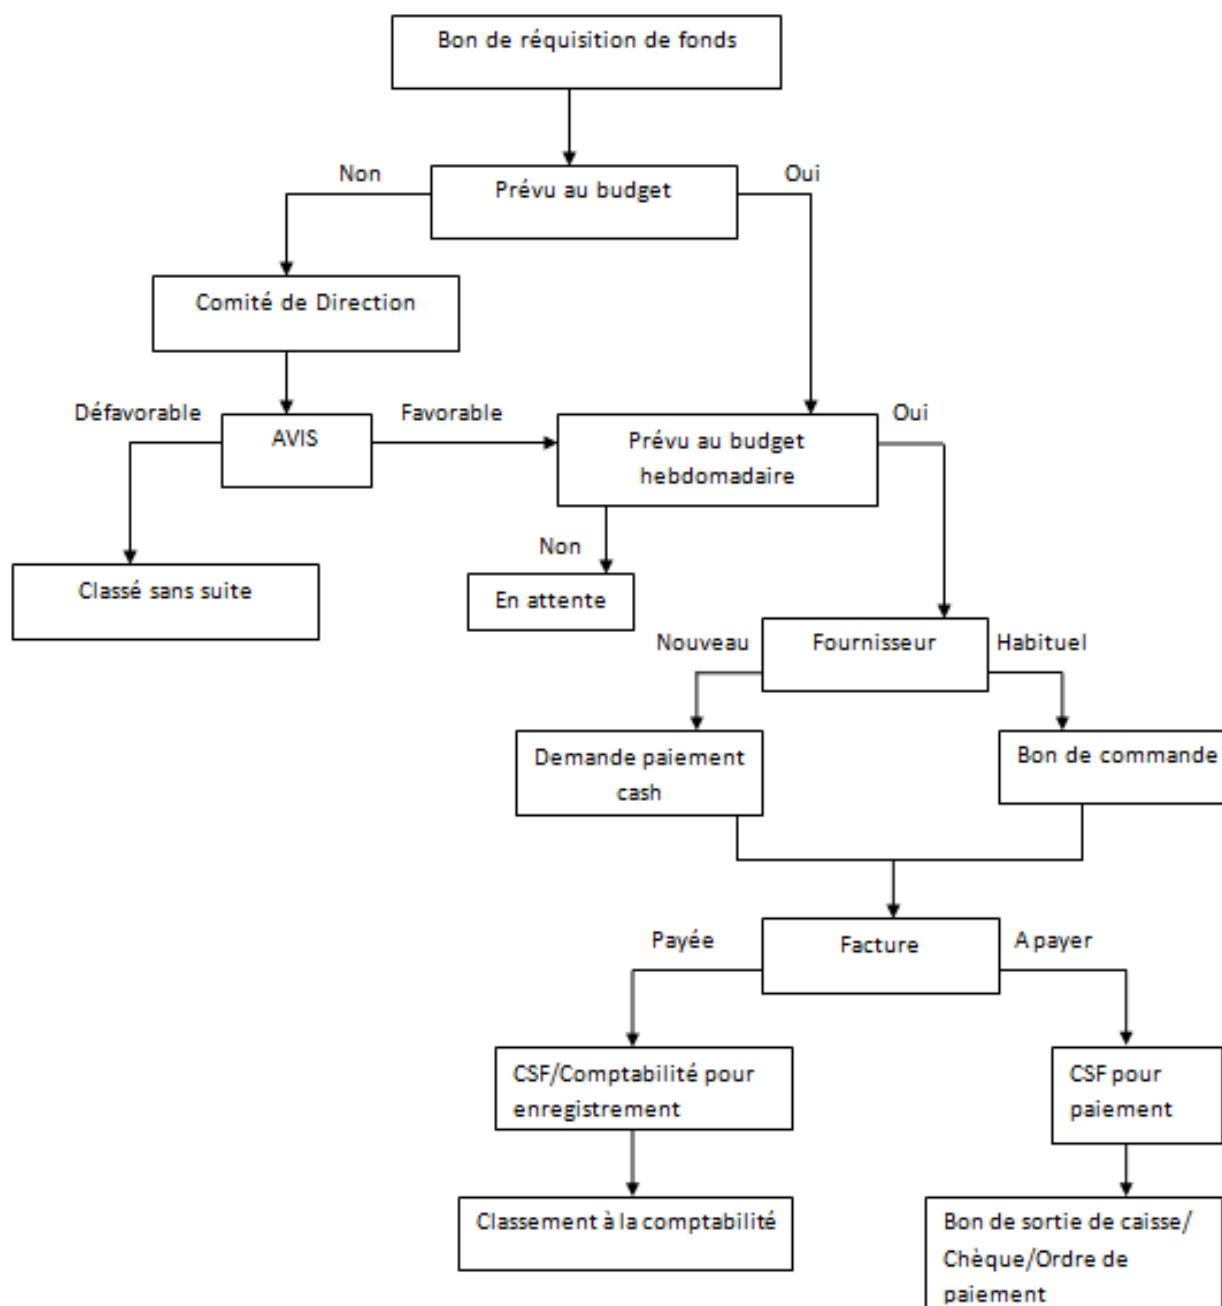 Bon de réquisition de fonds
Non
Oui
Prévu au budget
Comité de Direction
Défavorable
Favorable
Oui
AVIS
Prévu au budget
hebdomadaire
Non
Classé sans suite
En attente
Nouveau
Fournisseur
Habituel
Demande paiement
cash
Bon de commande
Payée
Facture
A payer
CSF/Comptabilité pour
enregistrement
CSF pour
paiement
Classement à la comptabilité
Bon de sortie de caisse/
Chèque/Ordre de
paiement